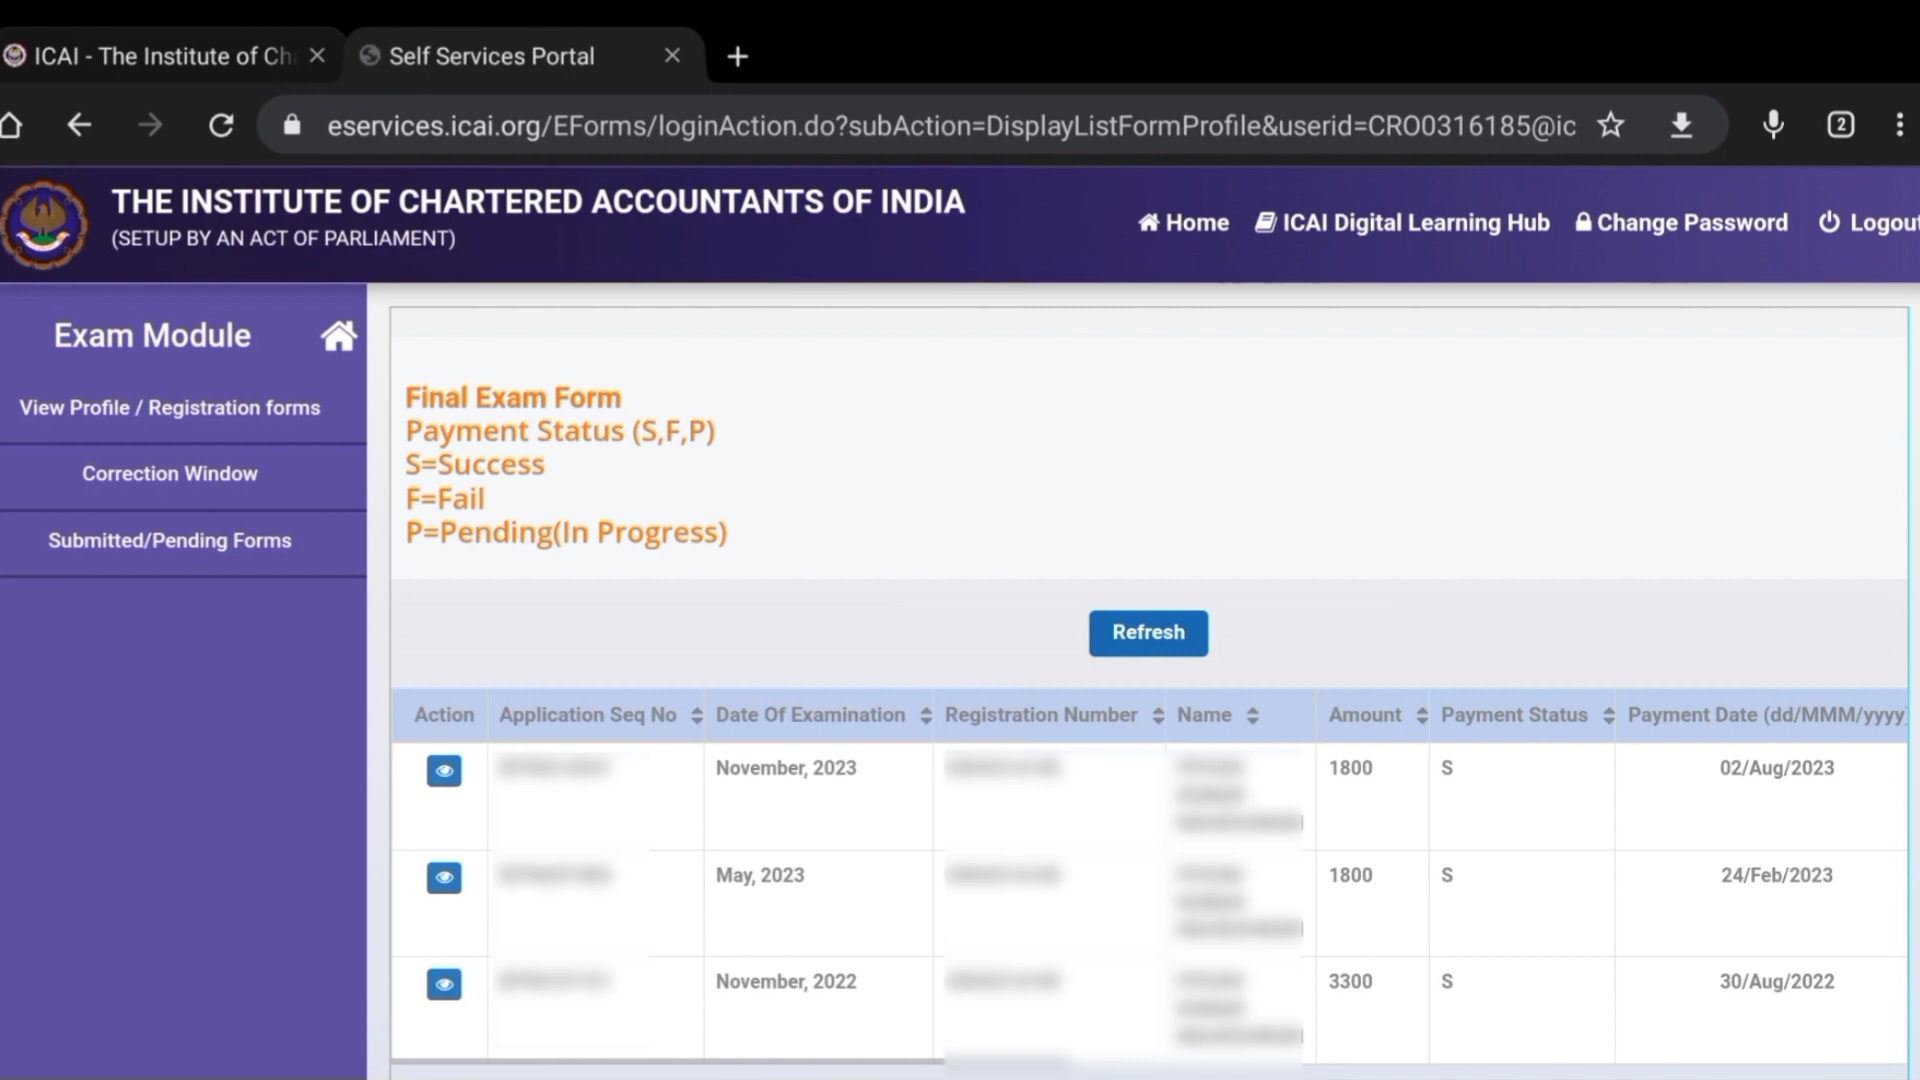 ICAI - The Institute of Ch
Self Services Portal
eservices.icai.org/EForms/loginAction.do?subAction=DisplayListFormProfile&userid=CRO0316185@ic
2
THE INSTITUTE OF CHARTERED ACCOUNTANTS OF INDIA
(SETUP BY AN ACT OF PARLIAMENT)
Home ICAI Digital Learning Hub Change Password Logout
Exam Module
View Profile / Registration forms
Correction Window
Submitted/Pending Forms
Final Exam Form
Payment Status (S,F,P)
S=Success
F=Fail
P=Pending(In Progress)
Refresh
Action Application Seq No Date Of Examination Registration Number Name Amount Payment Status Payment Date (dd/MMM/yyyy)
November, 2023 1800 S 02/Aug/2023
May, 2023 1800 S 24/Feb/2023
November, 2022 3300 S 30/Aug/2022